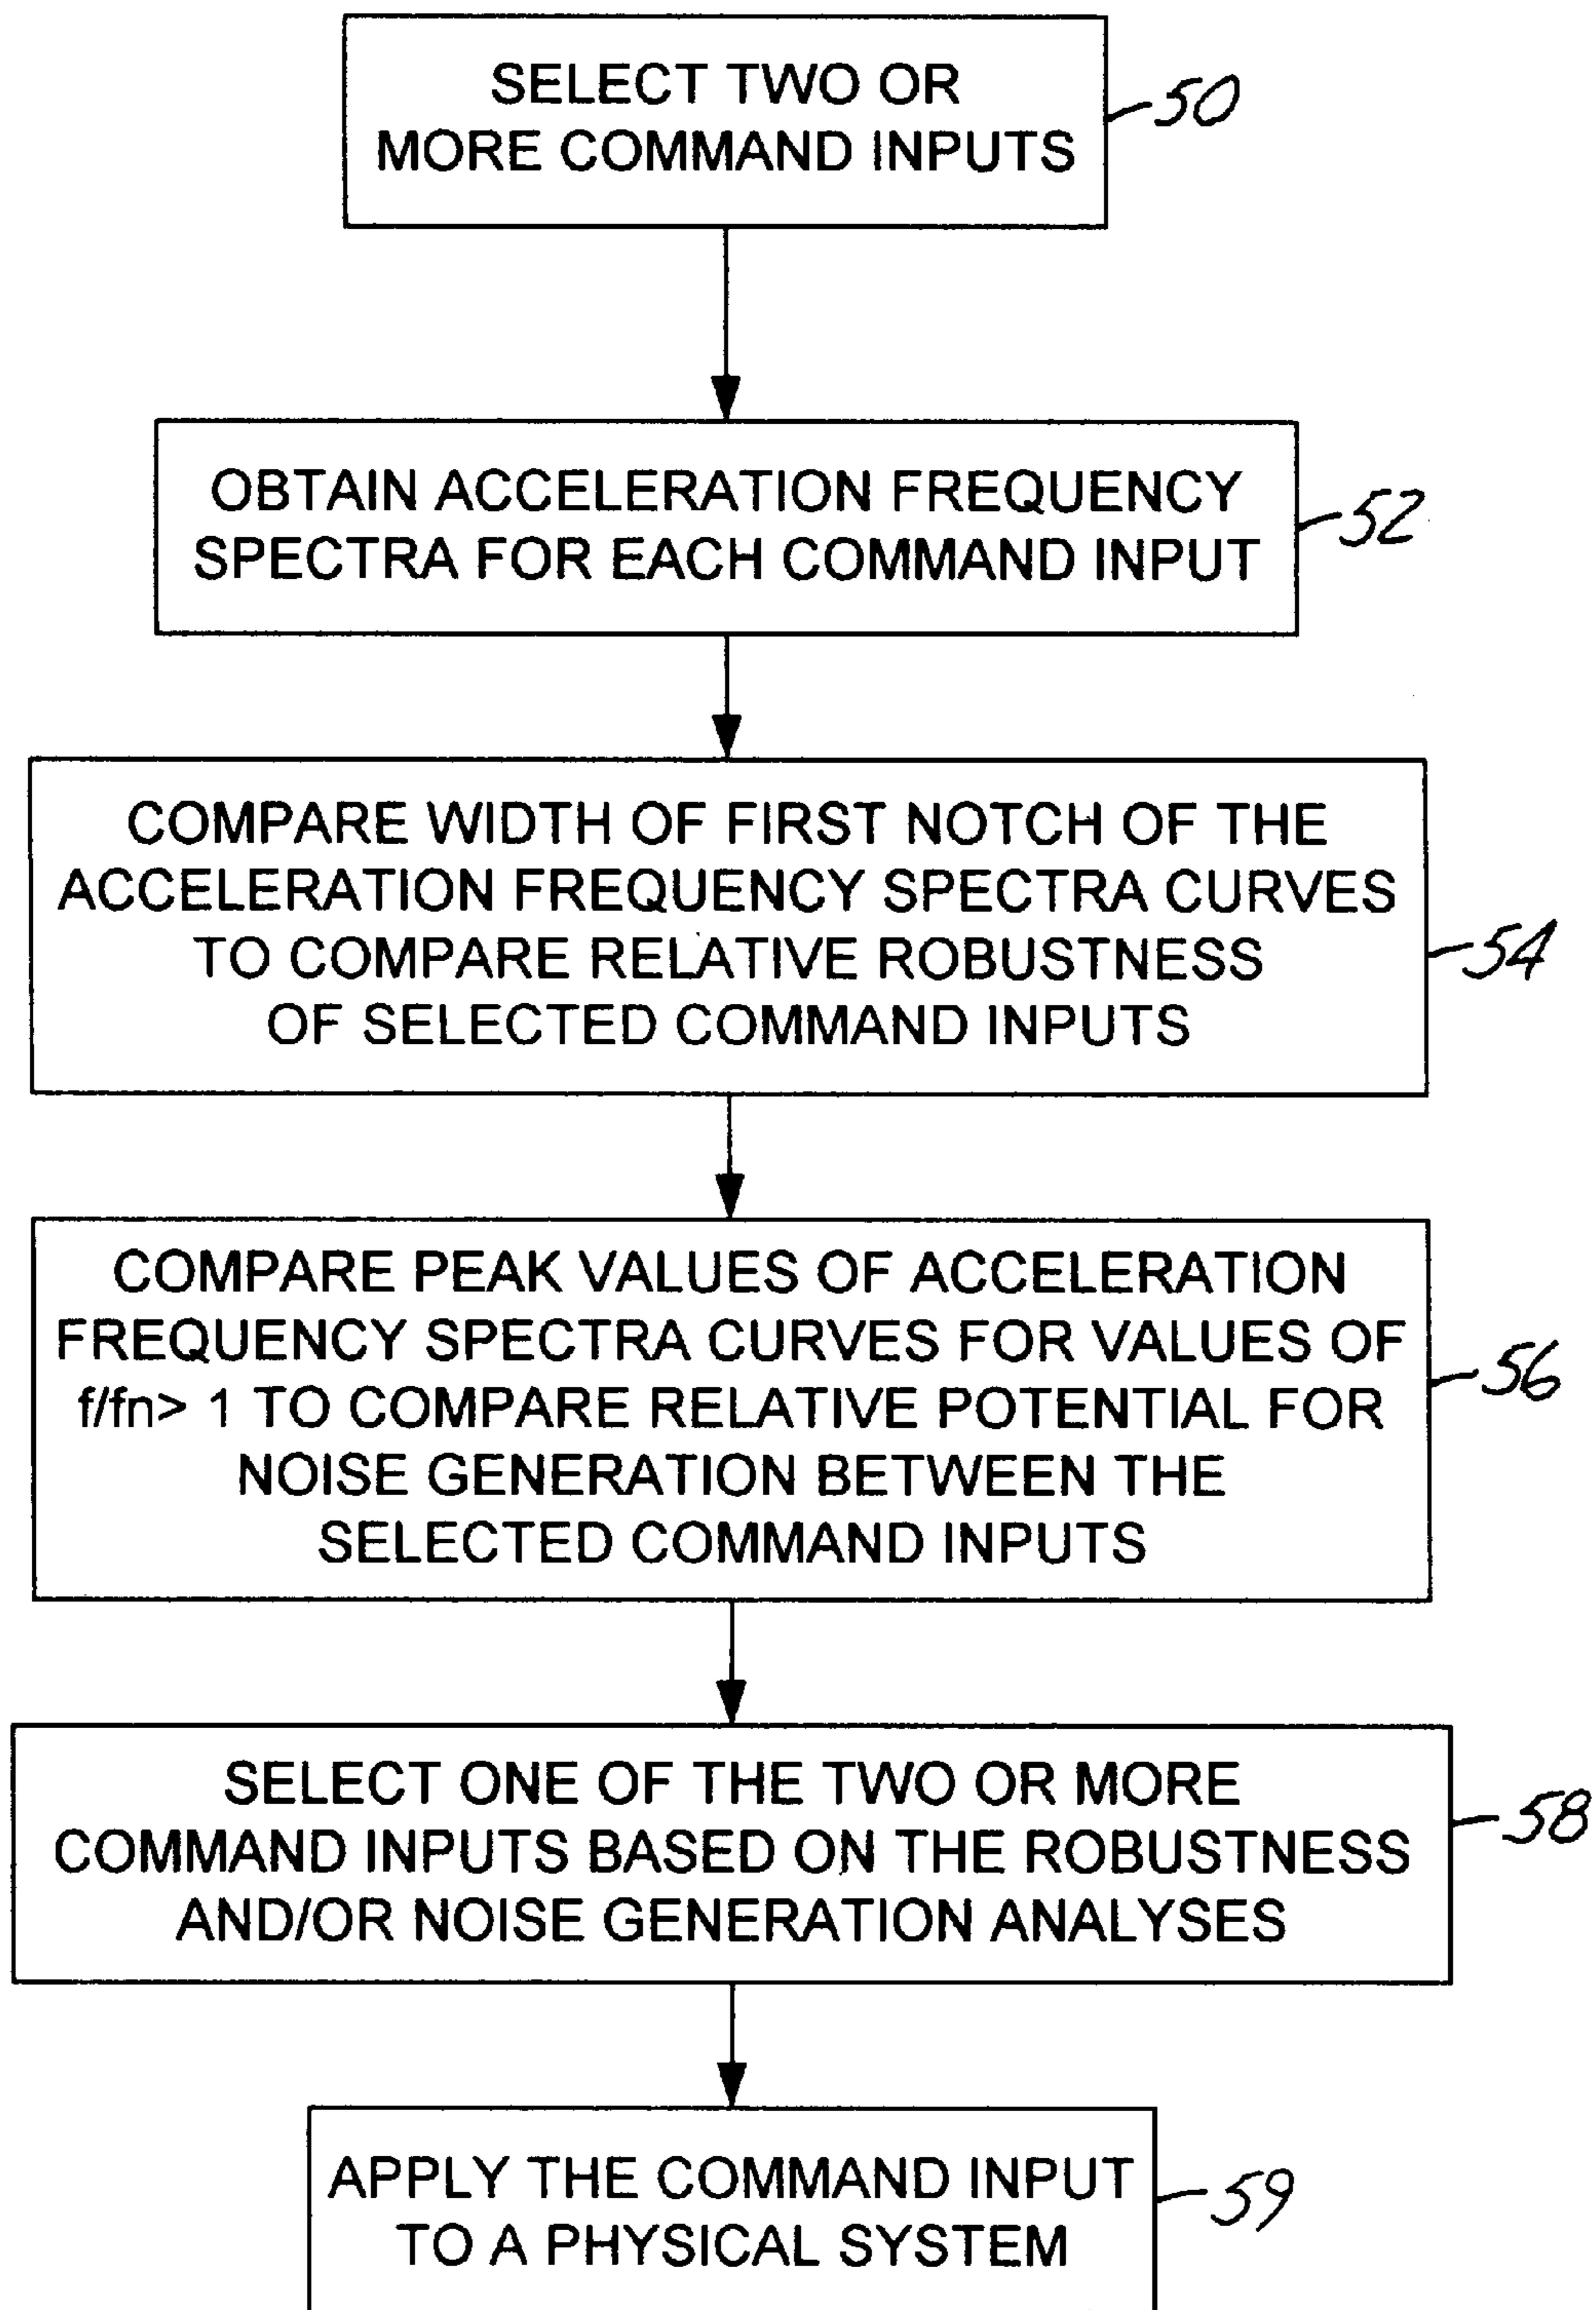 SELECT TWO OR
MORE COMMAND INPUTS
50
OBTAIN ACCELERATION FREQUENCY
SPECTRA FOR EACH COMMAND INPUT
52
COMPARE WIDTH OF FIRST NOTCH OF THE
ACCELERATION FREQUENCY SPECTRA CURVES
TO COMPARE RELATIVE ROBUSTNESS
OF SELECTED COMMAND INPUTS
54
COMPARE PEAK VALUES OF ACCELERATION
FREQUENCY SPECTRA CURVES FOR VALUES OF
f/fn> 1 TO COMPARE RELATIVE POTENTIAL FOR
NOISE GENERATION BETWEEN THE
SELECTED COMMAND INPUTS
56
SELECT ONE OF THE TWO OR MORE
COMMAND INPUTS BASED ON THE ROBUSTNESS
AND/OR NOISE GENERATION ANALYSES
58
APPLY THE COMMAND INPUT
TO A PHYSICAL SYSTEM
59